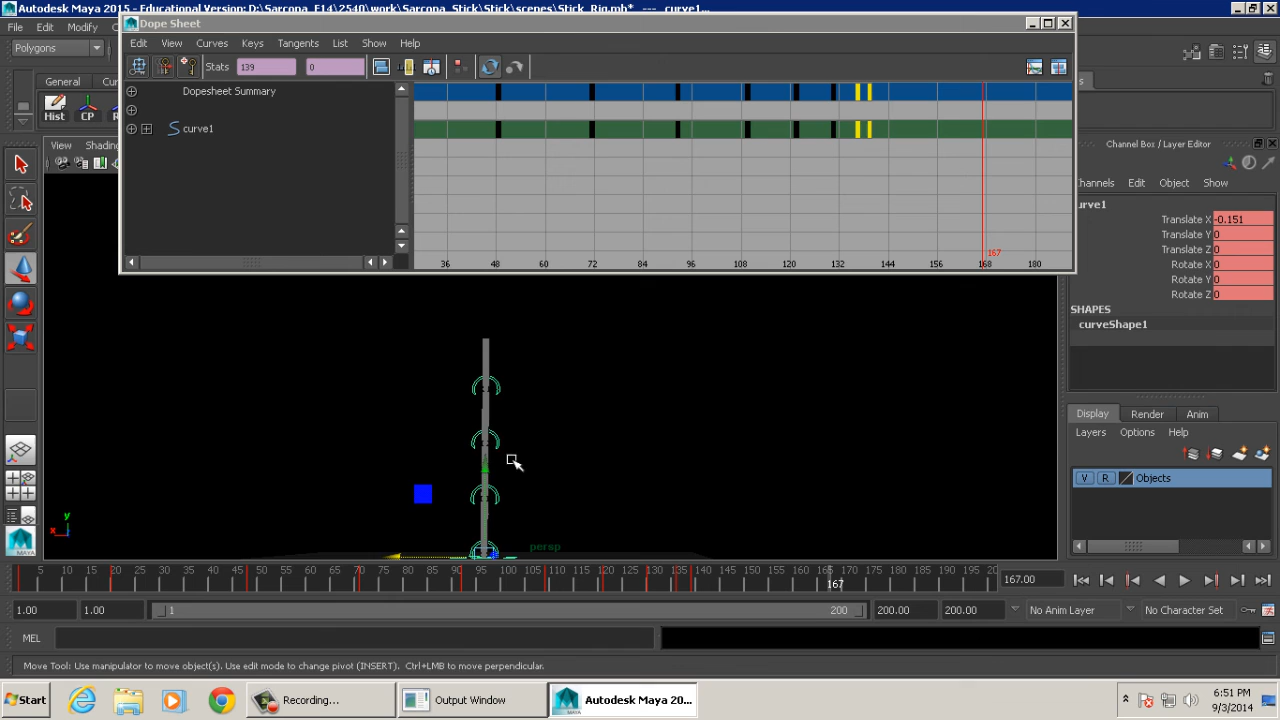 Autodesk Maya 2015 - Educational Version: D:\Sarcopa_F14\2540\work\Sarcopa_Stick\Stick\scenes\Stick_Rig.mb* --- curve1...
Dope Sheet
File Edit Modify
Edit View Curves Keys Tangents List Show Help
Polygons
Stats 139 0
General Cu
Dopesheet Summary
Hist CP
curve1
View Shading
36 48 60 72 84 96 108 120 132 144 156 168 180
167
Channel Box / Layer Editor
Channels Edit Object Show
urve1
Translate X -0.151
Translate Y 0
Translate Z 0
Rotate X 0
Rotate Y 0
Rotate Z 0
SHAPES
curveShape1
Display Render Anim
Layers Options Help
V R Objects
y
x
persp
5 10 15 20 25 30 35 40 45 50 55 60 65 70 75 80 85 90 95 100 105 110 115 120 125 130 135 140 145 150 155 160 165 170 175 180 185 190 195 20
167
167.00
1.00 1.00 1 200 200.00 200.00 No Anim Layer No Character Set
MEL
Move Tool: Use manipulator to move object(s). Use edit mode to change pivot (INSERT). Ctrl+LMB to move perpendicular.
Start Recording... Output Window Autodesk Maya 20...
6:51 PM
9/3/2014